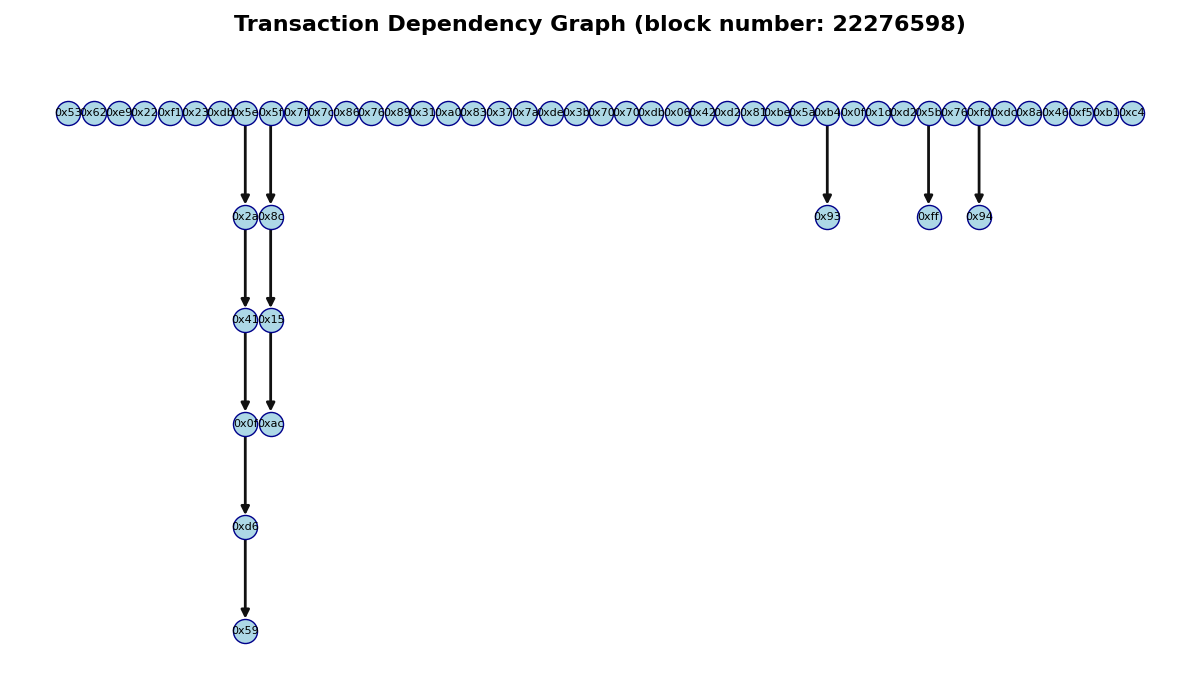 Transaction Dependency Graph (block number: 22276598)
0x53 0x62 0xe9 0x22 0xf1 0x23 0xdb 0x5e 0x5f 0x7f 0x7c 0x86 0x76 0x89 0x31 0xa0 0x83 0x37 0x7a 0xde 0x3b 0x70 0x70 0xdb 0x06 0x42 0xd2 0x81 0xbe 0x5a 0xb4 0x0f 0x1d 0xd2 0x5b 0x76 0xfd 0xdc 0x8a 0x46 0xf5 0xb1 0xc4
0x2a 0x8c 0x93 0xff 0x94
0x41 0x15
0x0f 0xac
0xd6
0x59